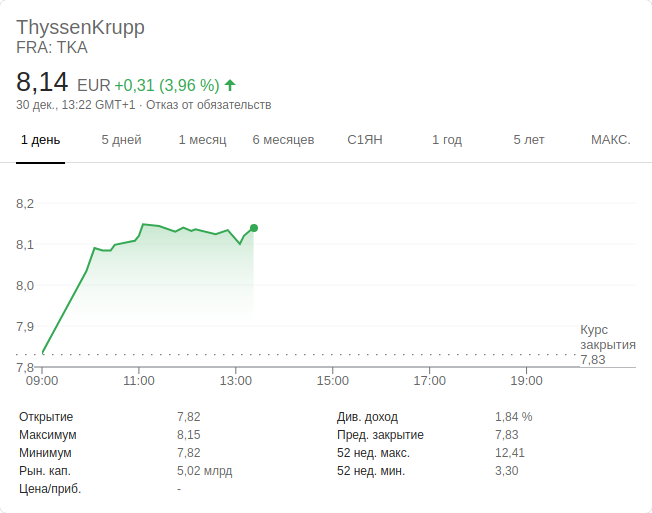 ThyssenKrupp
FRA: TKA
8,14 EUR +0,31 (3,96 %)
30 дек., 13:22 GMT+1 · Отказ от обязательств
1 день 5 дней 1 месяц 6 месяцев С1ЯН 1 год 5 лет МАКС.
8,2
8,1
8,0
7,9
7,8
Курс
закрытия
7,83
09:00 11:00 13:00 15:00 17:00 19:00
Открытие 7,82 Див. доход 1,84 %
Максимум 8,15 Пред. закрытие 7,83
Минимум 7,82 52 нед. макс. 12,41
Рын. кап. 5,02 млрд 52 нед. мин. 3,30
Цена/приб. -